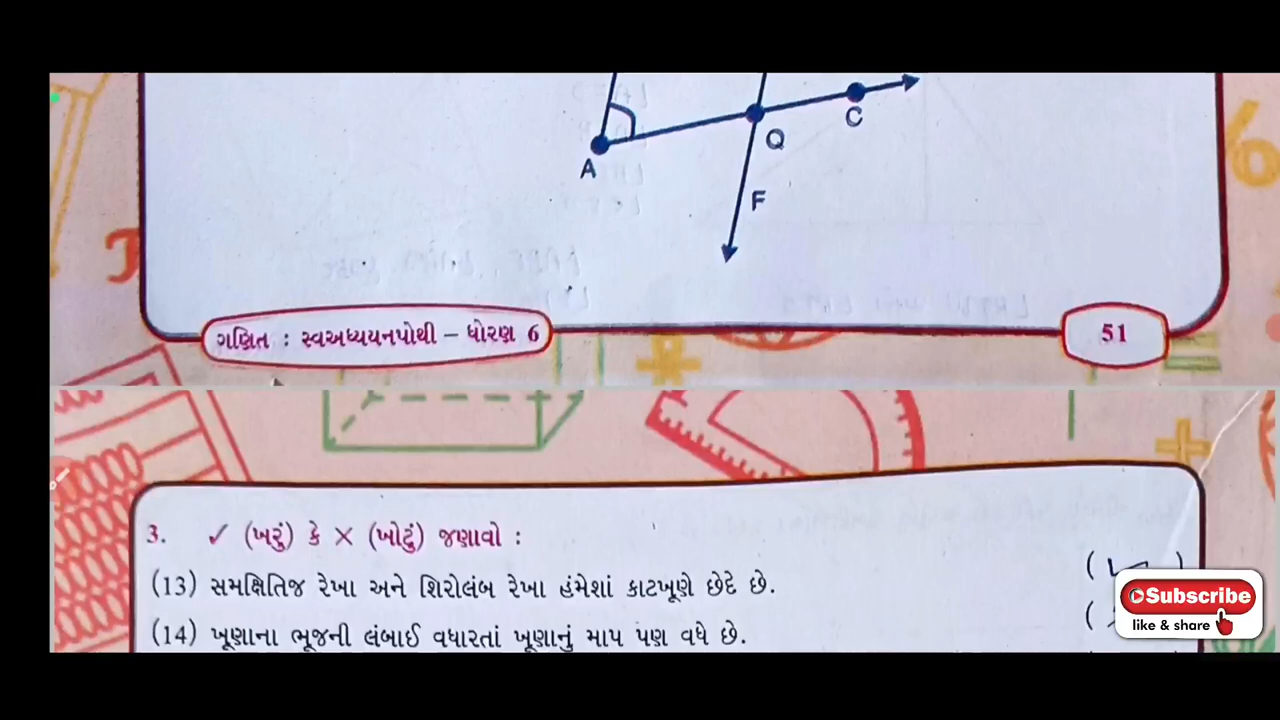 A
Q
C
F
ગણિત : સ્વઅધ્યયનપોથી – ધોરણ 6
51
3. ✓ (ખરું) કે × (ખોટું) જણાવો :
(13) સમક્ષિતિજ રેખા અને શિરોલંબ રેખા હંમેશાં કાટખૂણે છેદે છે.
(14) ખૂણાના ભૂજની લંબાઈ વધારતાં ખૂણાનું માપ પણ વધે છે.
Subscribe
like & share